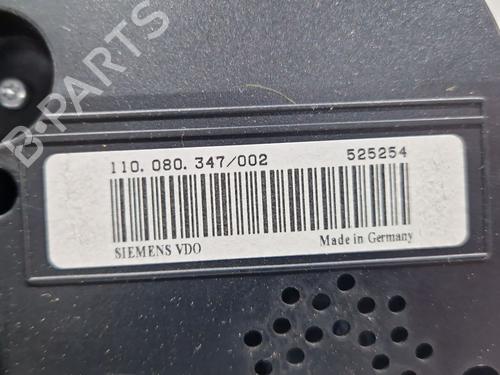 B-PARTS
110.080.347/002 525254
SIEMENS VDO Made in Germany